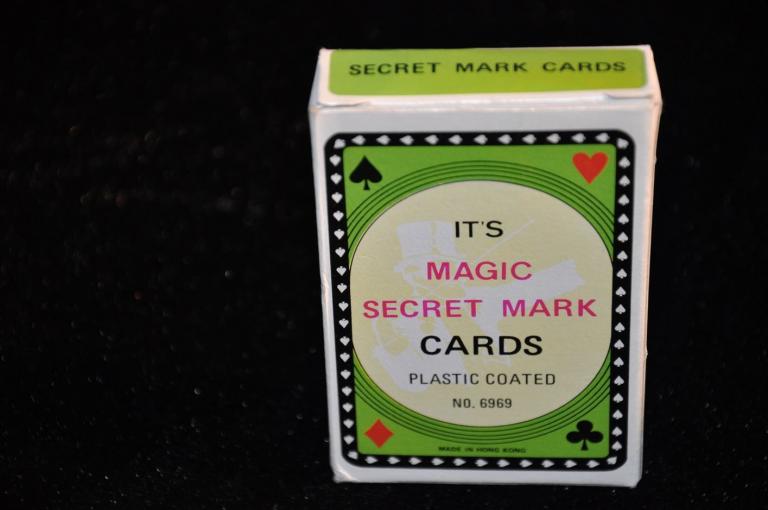 SECRET MARK CARDS
IT'S
MAGIC
SECRET MARK
CARDS
PLASTIC COATED
NO. 6969
MADE IN HONG KONG